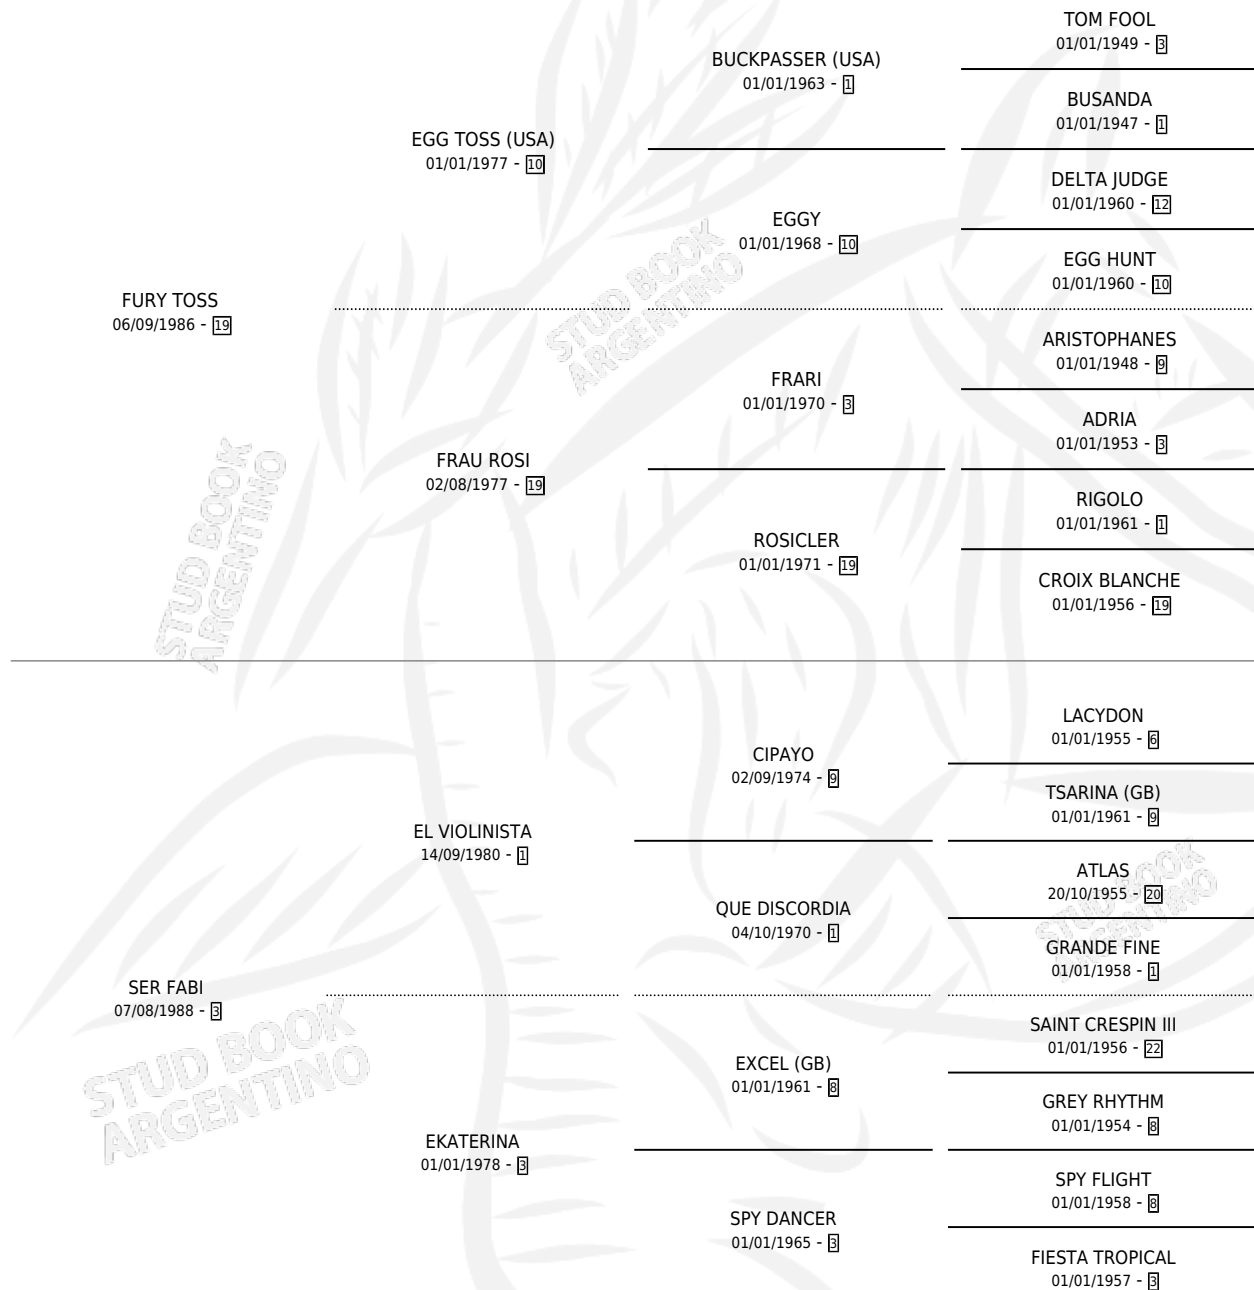 TOM FOOL
01/01/1949 - 3
BUCKPASSER (USA)
01/01/1963 - 1
BUSANDA
01/01/1947 - 1
EGG TOSS (USA)
01/01/1977 - 10
DELTA JUDGE
01/01/1960 - 12
EGGY
01/01/1968 - 10
EGG HUNT
01/01/1960 - 10
FURY TOSS
06/09/1986 - 19
ARISTOPHANES
01/01/1948 - 9
FRARI
01/01/1970 - 3
ADRIA
01/01/1953 - 3
FRAU ROSI
02/08/1977 - 19
RIGOLO
01/01/1961 - 1
ROSICLER
01/01/1971 - 19
CROIX BLANCHE
01/01/1956 - 19
LACYDON
01/01/1955 - 6
CIPAYO
02/09/1974 - 9
TSARINA (GB)
01/01/1961 - 9
EL VIOLINISTA
14/09/1980 - 1
ATLAS
20/10/1955 - 20
QUE DISCORDIA
04/10/1970 - 1
GRANDE FINE
01/01/1958 - 1
SER FABI
07/08/1988 - 3
SAINT CRESPIN III
01/01/1956 - 22
EXCEL (GB)
01/01/1961 - 8
GREY RHYTHM
01/01/1954 - 8
EKATERINA
01/01/1978 - 3
SPY FLIGHT
01/01/1958 - 8
SPY DANCER
01/01/1965 - 3
FIESTA TROPICAL
01/01/1957 - 3
STUD BOOK
ARGENTINO
STUD BOOK
ARGENTINO
STUD BOOK
ARGENTINO
STUD BOOK
ARGENTINO